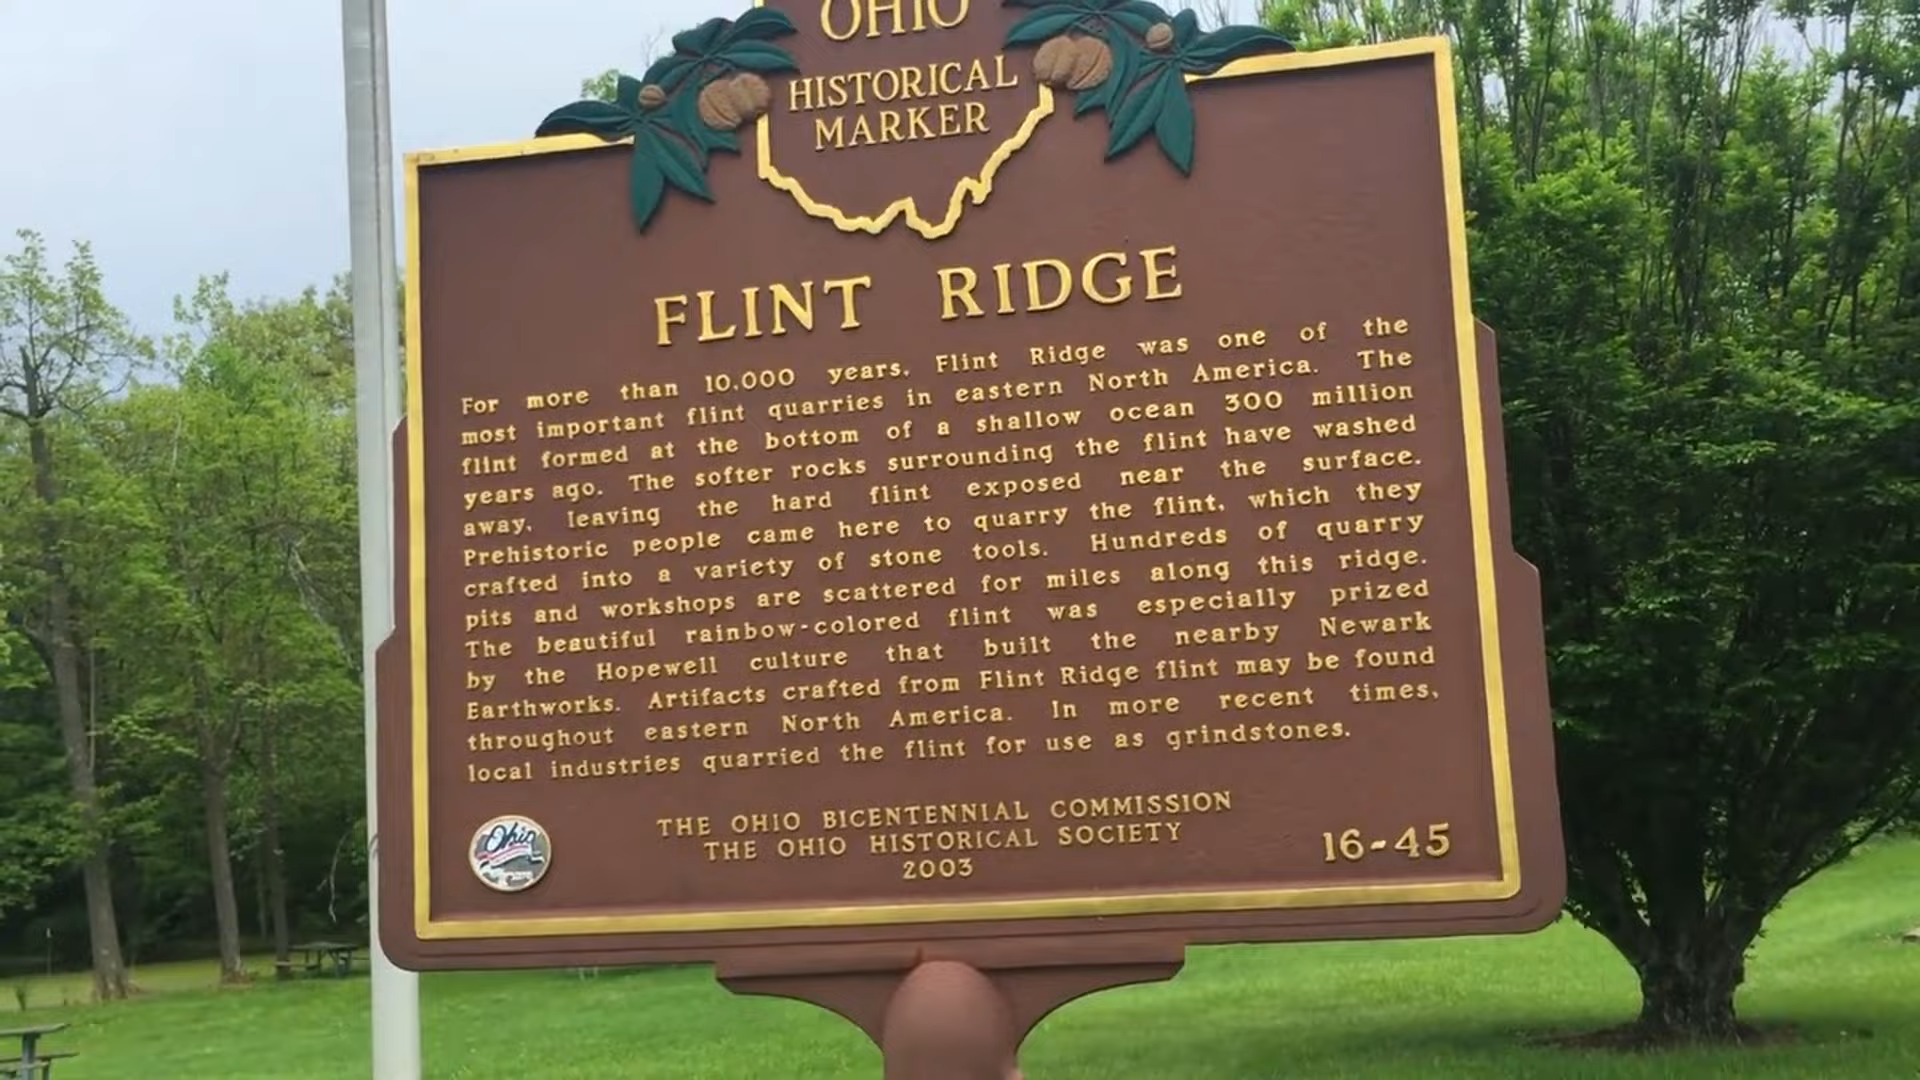 OHIO
HISTORICAL
MARKER
FLINT RIDGE
For more than 10,000 years, Flint Ridge was one of the
most important flint quarries in eastern North America. The
flint formed at the bottom of a shallow ocean 300 million
years ago. The softer rocks surrounding the flint have washed
away, leaving the hard flint exposed near the surface.
Prehistoric people came here to quarry the flint, which they
crafted into a variety of stone tools. Hundreds of quarry
pits and workshops are scattered for miles along this ridge.
The beautiful rainbow-colored flint was especially prized
by the Hopewell culture that built the nearby Newark
Earthworks. Artifacts crafted from Flint Ridge flint may be found
throughout eastern North America. In more recent times,
local industries quarried the flint for use as grindstones.
THE OHIO BICENTENNIAL COMMISSION
THE OHIO HISTORICAL SOCIETY
2003
16-45
Ohio